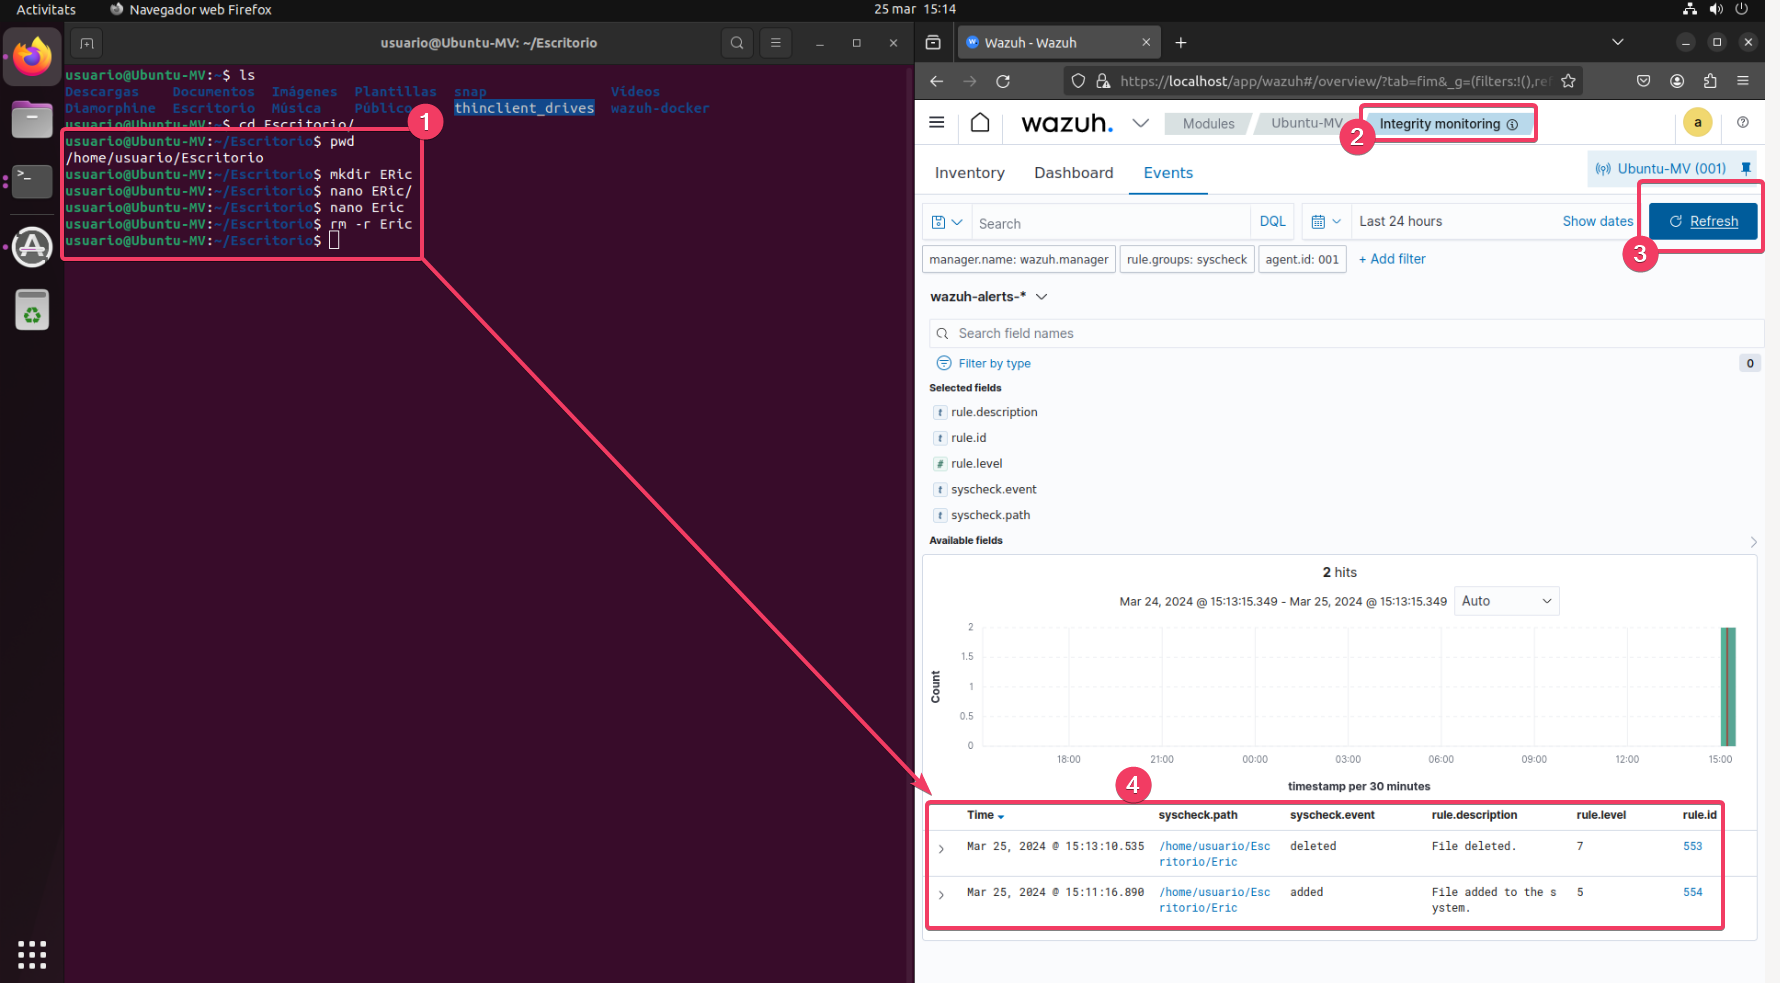 Activitats
Navegador web Firefox
25 mar 15:14
usuario@Ubuntu-MV: ~/Escritorio
usuario@Ubuntu-MV:~$ ls
Descargas Documentos Imágenes Plantillas snap Vídeos
Diamorphine Escritorio Música Público thinclient_drives wazuh-docker
usuario@Ubuntu-MV:~$ cd Escritorio/
1
usuario@Ubuntu-MV:~/Escritorio$ pwd
/home/usuario/Escritorio
usuario@Ubuntu-MV:~/Escritorio$ mkdir ERic
usuario@Ubuntu-MV:~/Escritorio$ nano ERic/
usuario@Ubuntu-MV:~/Escritorio$ nano Eric
usuario@Ubuntu-MV:~/Escritorio$ rm -r Eric
usuario@Ubuntu-MV:~/Escritorio$
Wazuh - Wazuh
https://localhost/app/wazuh#/overview/?tab=fim&_g=(filters:!(),re
wazuh.
Modules
Ubuntu-MV
2
Integrity monitoring
a
Inventory
Dashboard
Events
Ubuntu-MV (001)
Search
DQL
Last 24 hours
Show dates
Refresh
3
manager.name: wazuh.manager
rule.groups: syscheck
agent.id: 001
+ Add filter
wazuh-alerts-*
Search field names
Filter by type
0
Selected fields
t rule.description
t rule.id
# rule.level
t syscheck.event
t syscheck.path
Available fields
2 hits
Mar 24, 2024 @ 15:13:15.349 - Mar 25, 2024 @ 15:13:15.349
Auto
2
1.5
1
0.5
0
Count
18:00 21:00 00:00 03:00 06:00 09:00 12:00 15:00
timestamp per 30 minutes
4
Time syscheck.path syscheck.event rule.description rule.level rule.id
Mar 25, 2024 @ 15:13:10.535 /home/usuario/Esc deleted File deleted. 7 553
ritorio/Eric
Mar 25, 2024 @ 15:11:16.890 /home/usuario/Esc added File added to the s 5 554
ritorio/Eric ystem.